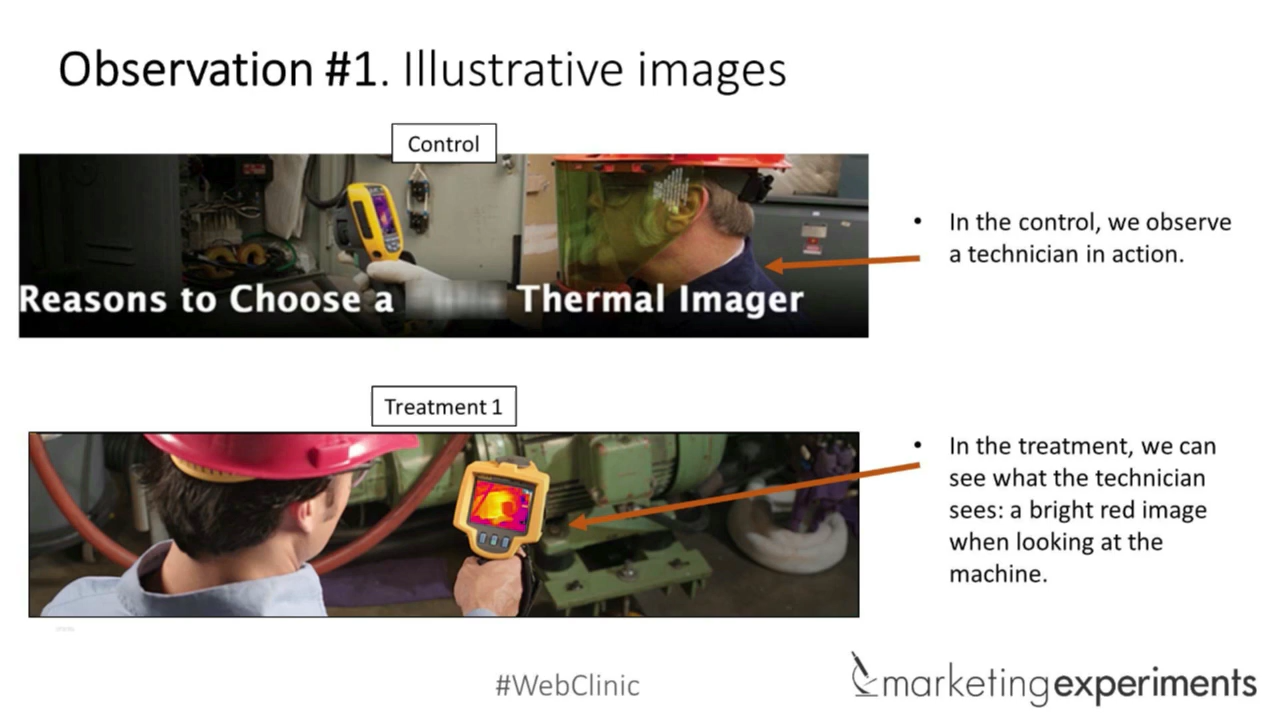 Observation #1. Illustrative images
Control
Reasons to Choose a Thermal Imager
• In the control, we observe
a technician in action.
Treatment 1
• In the treatment, we can
see what the technician
sees: a bright red image
when looking at the
machine.
#WebClinic
marketingexperiments